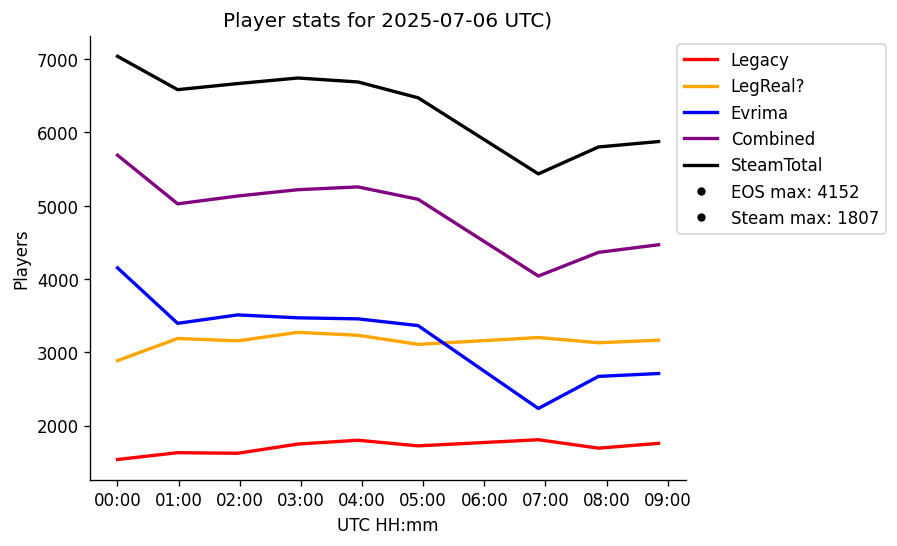 Player stats for 2025-07-06 UTC)
Players
7000
6000
5000
4000
3000
2000
00:00 01:00 02:00 03:00 04:00 05:00 06:00 07:00 08:00 09:00
UTC HH:mm
Legacy
LegReal?
Evrima
Combined
SteamTotal
EOS max: 4152
Steam max: 1807